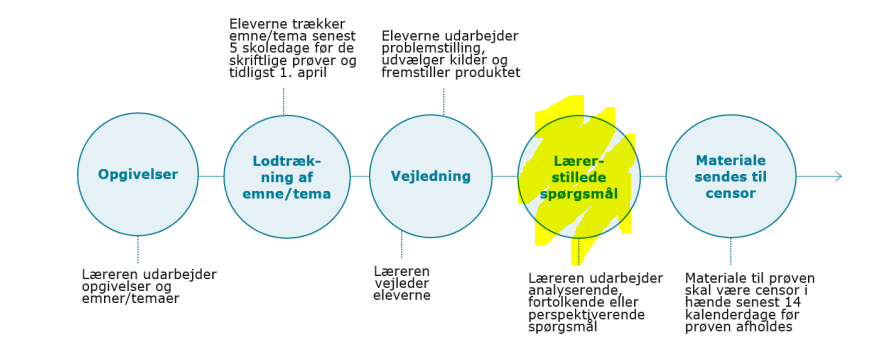 Eleverne trækker
emne/tema senest
5 skoledage før de
skriftlige prøver og
tidligst 1. april
Eleverne udarbejder
problemstilling,
udvælger kilder og
fremstiller produktet
Opgivelser
Lodtræk-
ning af
emne/tema
Vejledning
Lærer-
stillede
spørgsmål
Materiale
sendes til
censor
Læreren udarbejder
opgivelser og
emner/temaer
Læreren
vejleder
eleverne
Læreren udarbejder
analyserende,
fortolkende eller
perspektiverende
spørgsmål
Materiale til prøven
skal være censor i
hænde senest 14
kalenderdage før
prøven afholdes